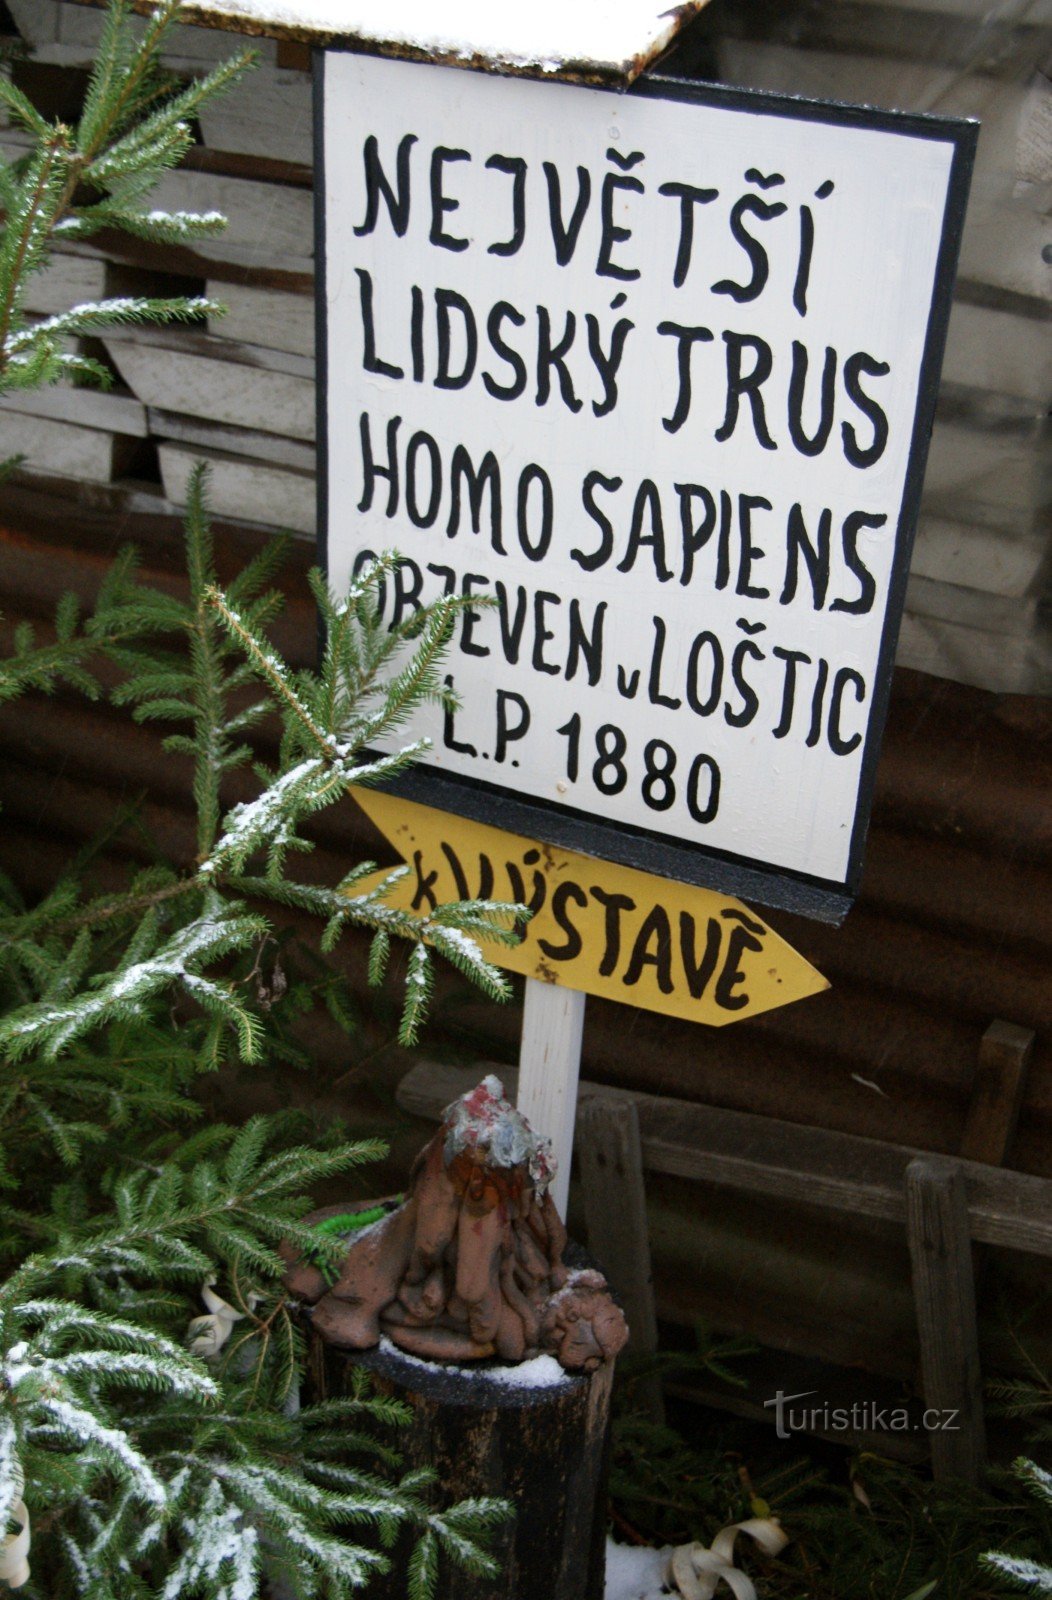 NEJVĚTŠÍ
LIDSKÝ TRUS
HOMO SAPIENS
OBJEVEN v LOŠTIC
L.P. 1880
K VÝSTAVĚ
Turistika.cz